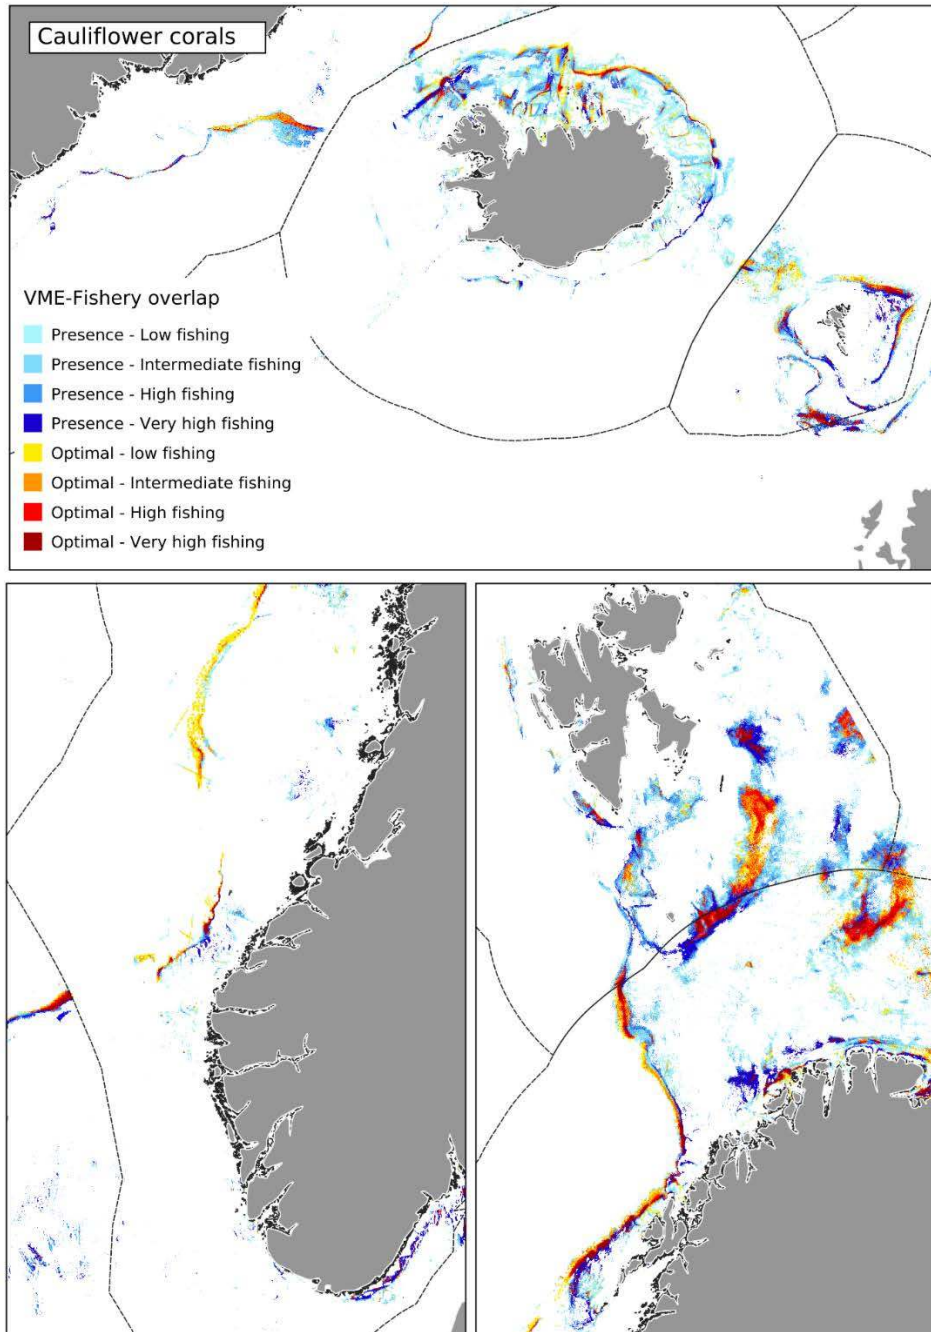 Cauliflower corals
VME-Fishery overlap
Presence - Low fishing
Presence - Intermediate fishing
Presence - High fishing
Presence - Very high fishing
Optimal - low fishing
Optimal - Intermediate fishing
Optimal - High fishing
Optimal - Very high fishing